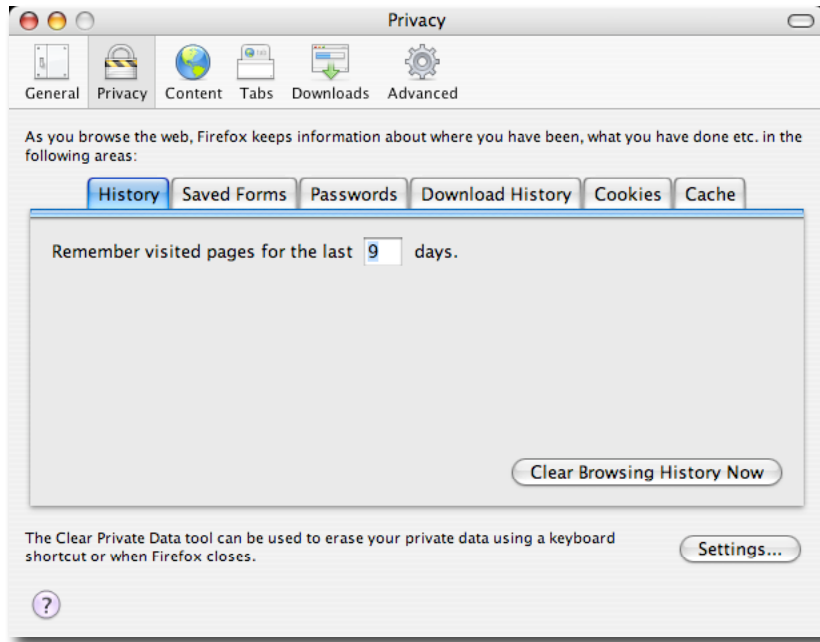 Privacy
General Privacy Content Tabs Downloads Advanced
As you browse the web, Firefox keeps information about where you have been, what you have done etc. in the
following areas:
History Saved Forms Passwords Download History Cookies Cache
Remember visited pages for the last 9 days.
Clear Browsing History Now
The Clear Private Data tool can be used to erase your private data using a keyboard
shortcut or when Firefox closes.
Settings...
?